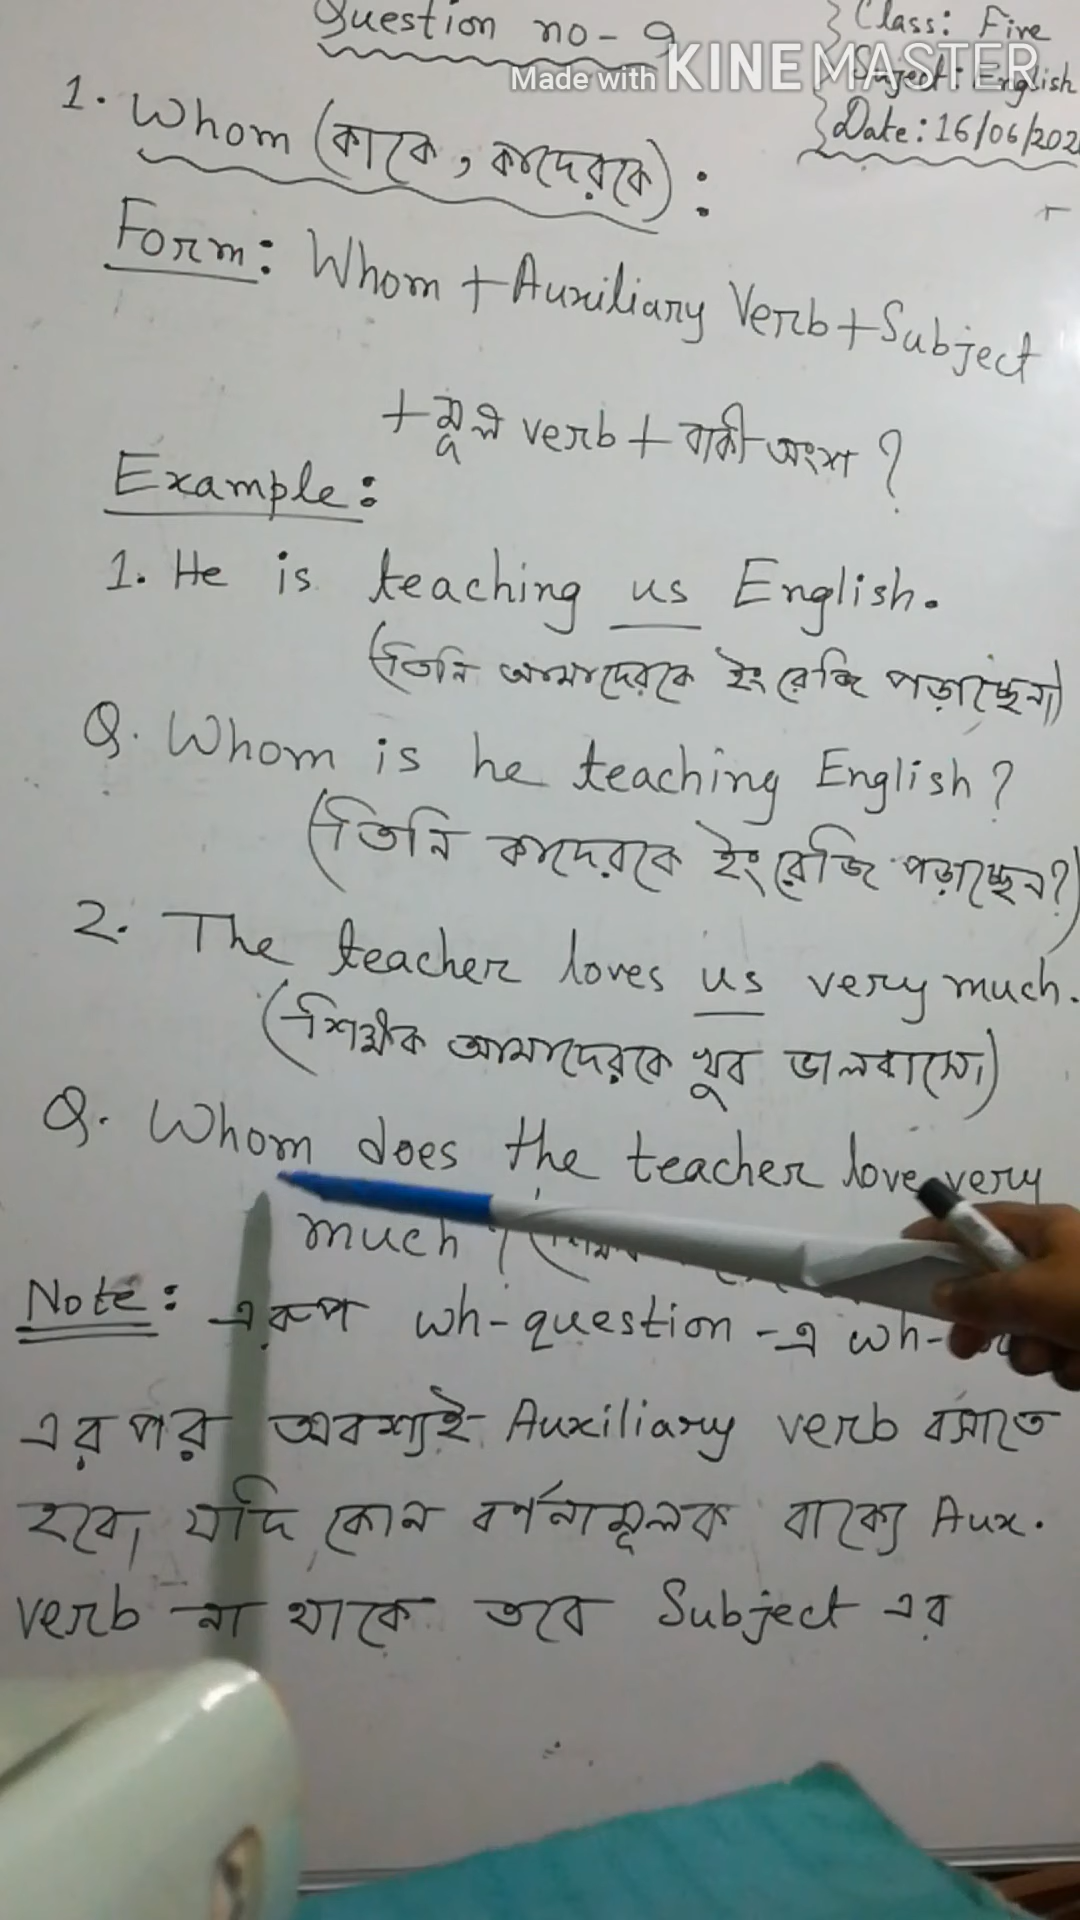 Question no - 9
Class: Five
Made with KINEMASTER
Suject: English
Date: 16/06/202
1. Whom (কাকে, কাদেরকে) :
Form: Whom + Auxiliary Verb + Subject
+ মূল verb + বাকী অংশ ?
Example:
1. He is teaching us English.
(তিনি আমাদেরকে ইংরেজি পড়াচ্ছেন।)
Q. Whom is he teaching English?
(তিনি কাদেরকে ইংরেজি পড়াচ্ছেন?)
2. The teacher loves us very much.
(শিক্ষক আমাদেরকে খুব ভালবাসে।)
Q. Whom does the teacher love very
much ?
Note: এরুপ wh-question-এ wh-
এর পর অবশ্যই Auxiliary verb বসাতে
হবে। যদি কোন বর্ণনামূলক বাক্যে Aux.
verb না থাকে তবে Subject এর